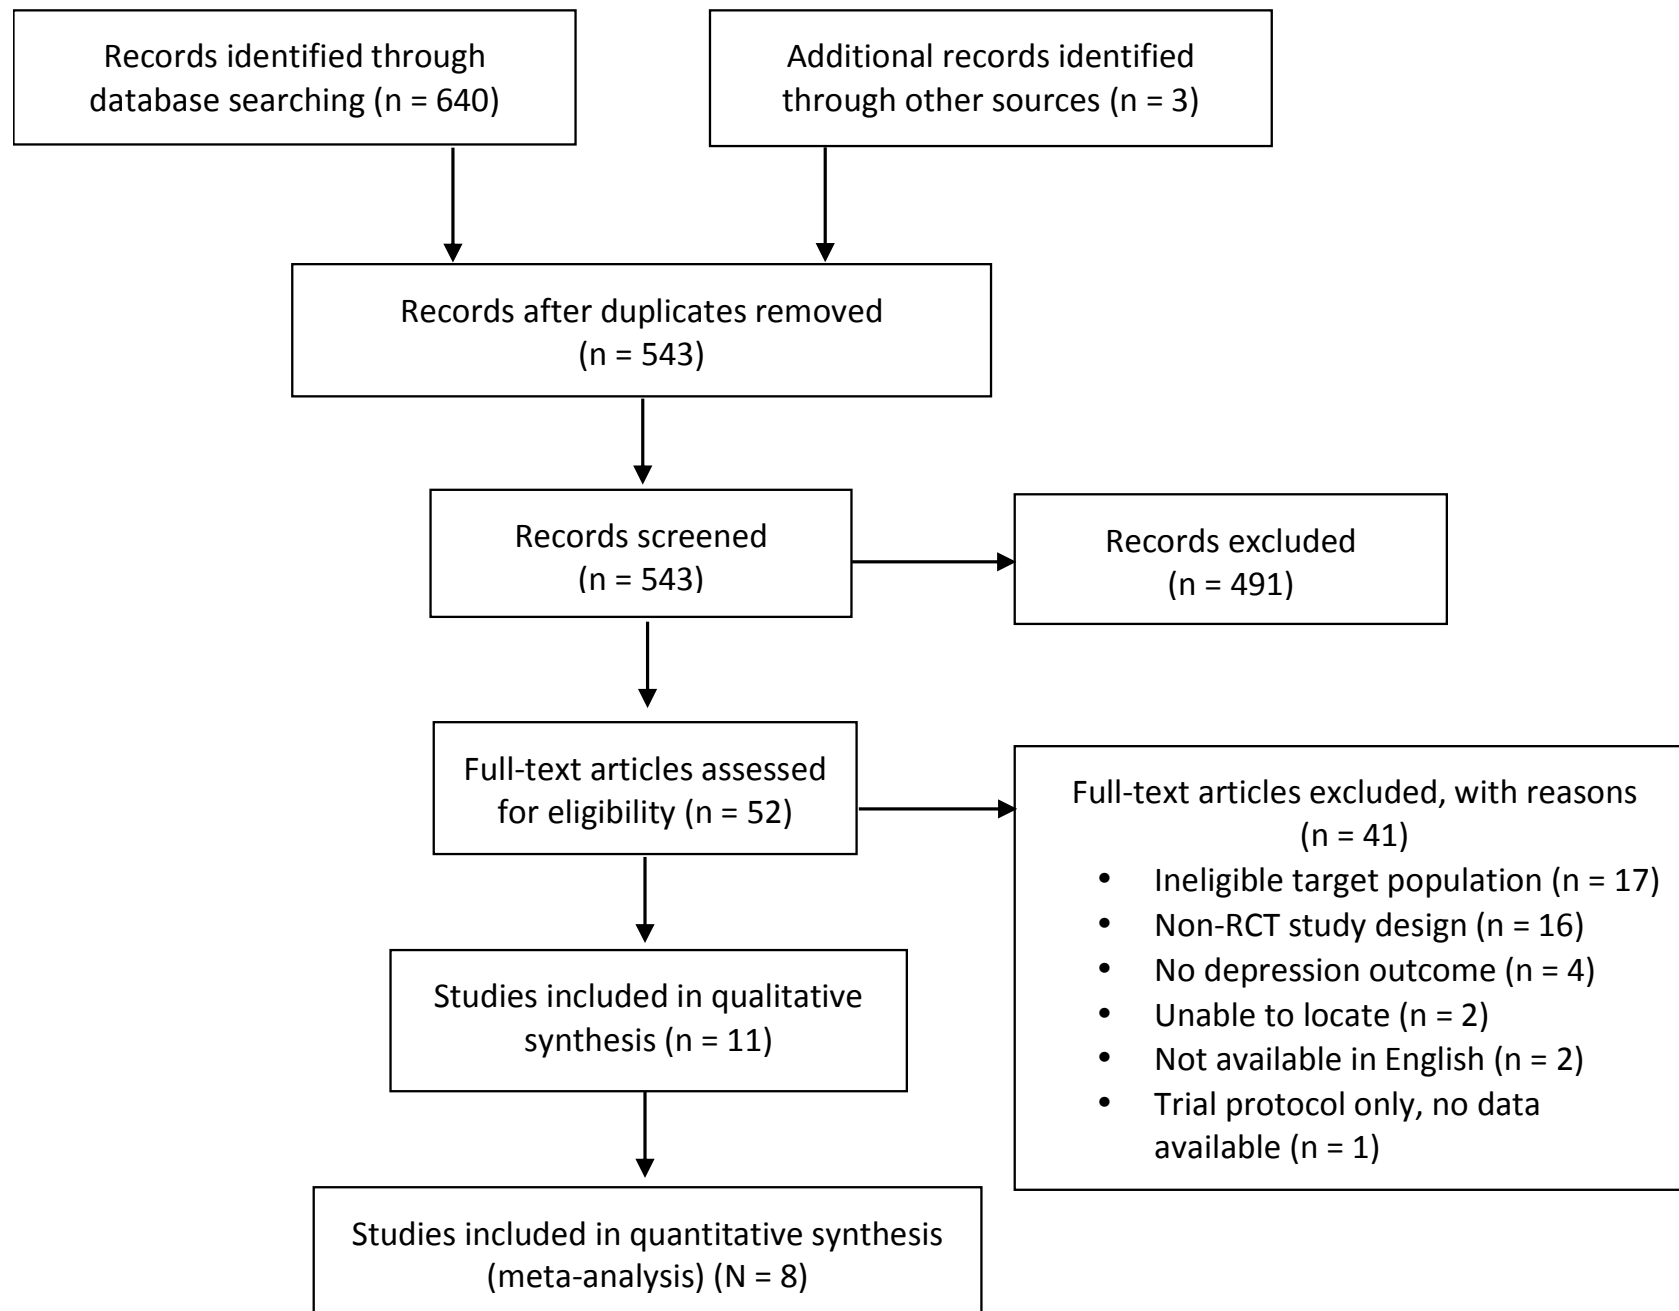 Records identified through
database searching (n = 640)
Additional records identified
through other sources (n = 3)
Records after duplicates removed
(n = 543)
Records screened
(n = 543)
Records excluded
(n = 491)
Full-text articles assessed
for eligibility (n = 52)
Full-text articles excluded, with reasons
(n = 41)
• Ineligible target population (n = 17)
• Non-RCT study design (n = 16)
• No depression outcome (n = 4)
• Unable to locate (n = 2)
• Not available in English (n = 2)
• Trial protocol only, no data
available (n = 1)
Studies included in qualitative
synthesis (n = 11)
Studies included in quantitative synthesis
(meta-analysis) (N = 8)